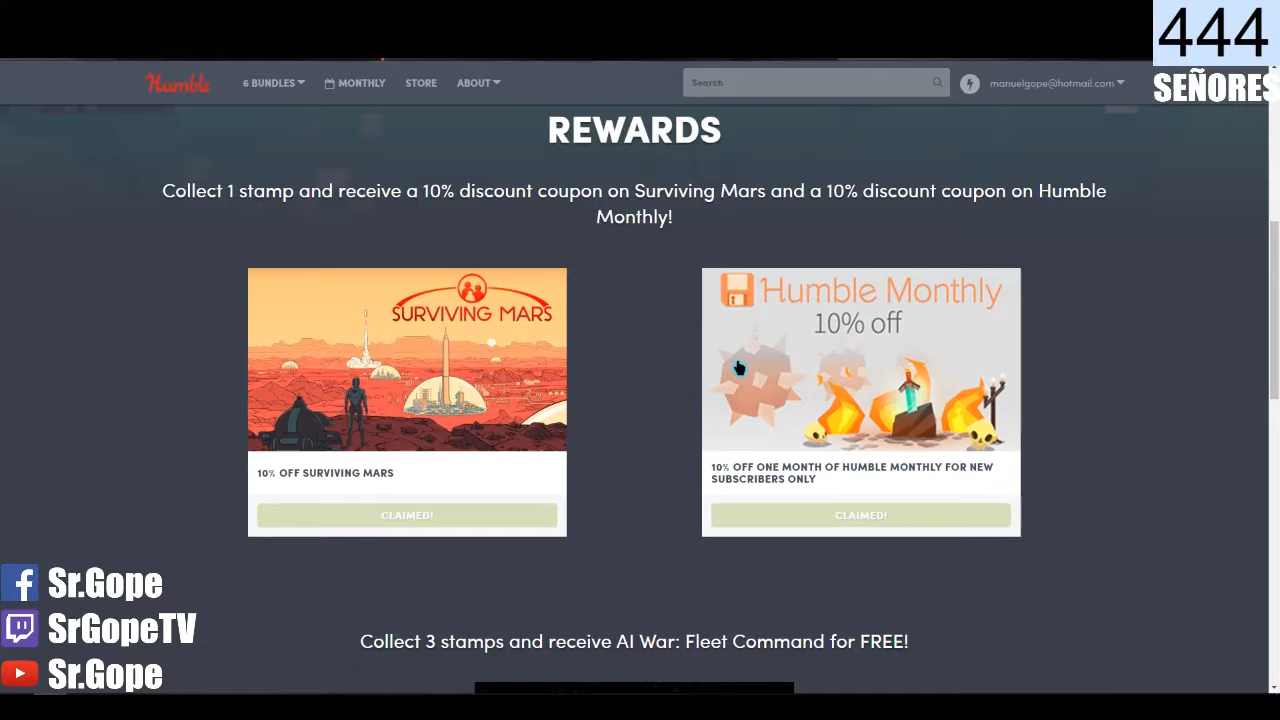 444
SEÑORES
Humble
6 BUNDLES
MONTHLY
STORE
ABOUT
Search
manuelgope@hotmail.com
REWARDS
Collect 1 stamp and receive a 10% discount coupon on Surviving Mars and a 10% discount coupon on Humble
Monthly!
SURVIVING MARS
Humble Monthly
10% off
10% OFF SURVIVING MARS
10% OFF ONE MONTH OF HUMBLE MONTHLY FOR NEW
SUBSCRIBERS ONLY
CLAIMED!
CLAIMED!
Sr.Gope
SrGopeTV
Sr.Gope
Collect 3 stamps and receive AI War: Fleet Command for FREE!